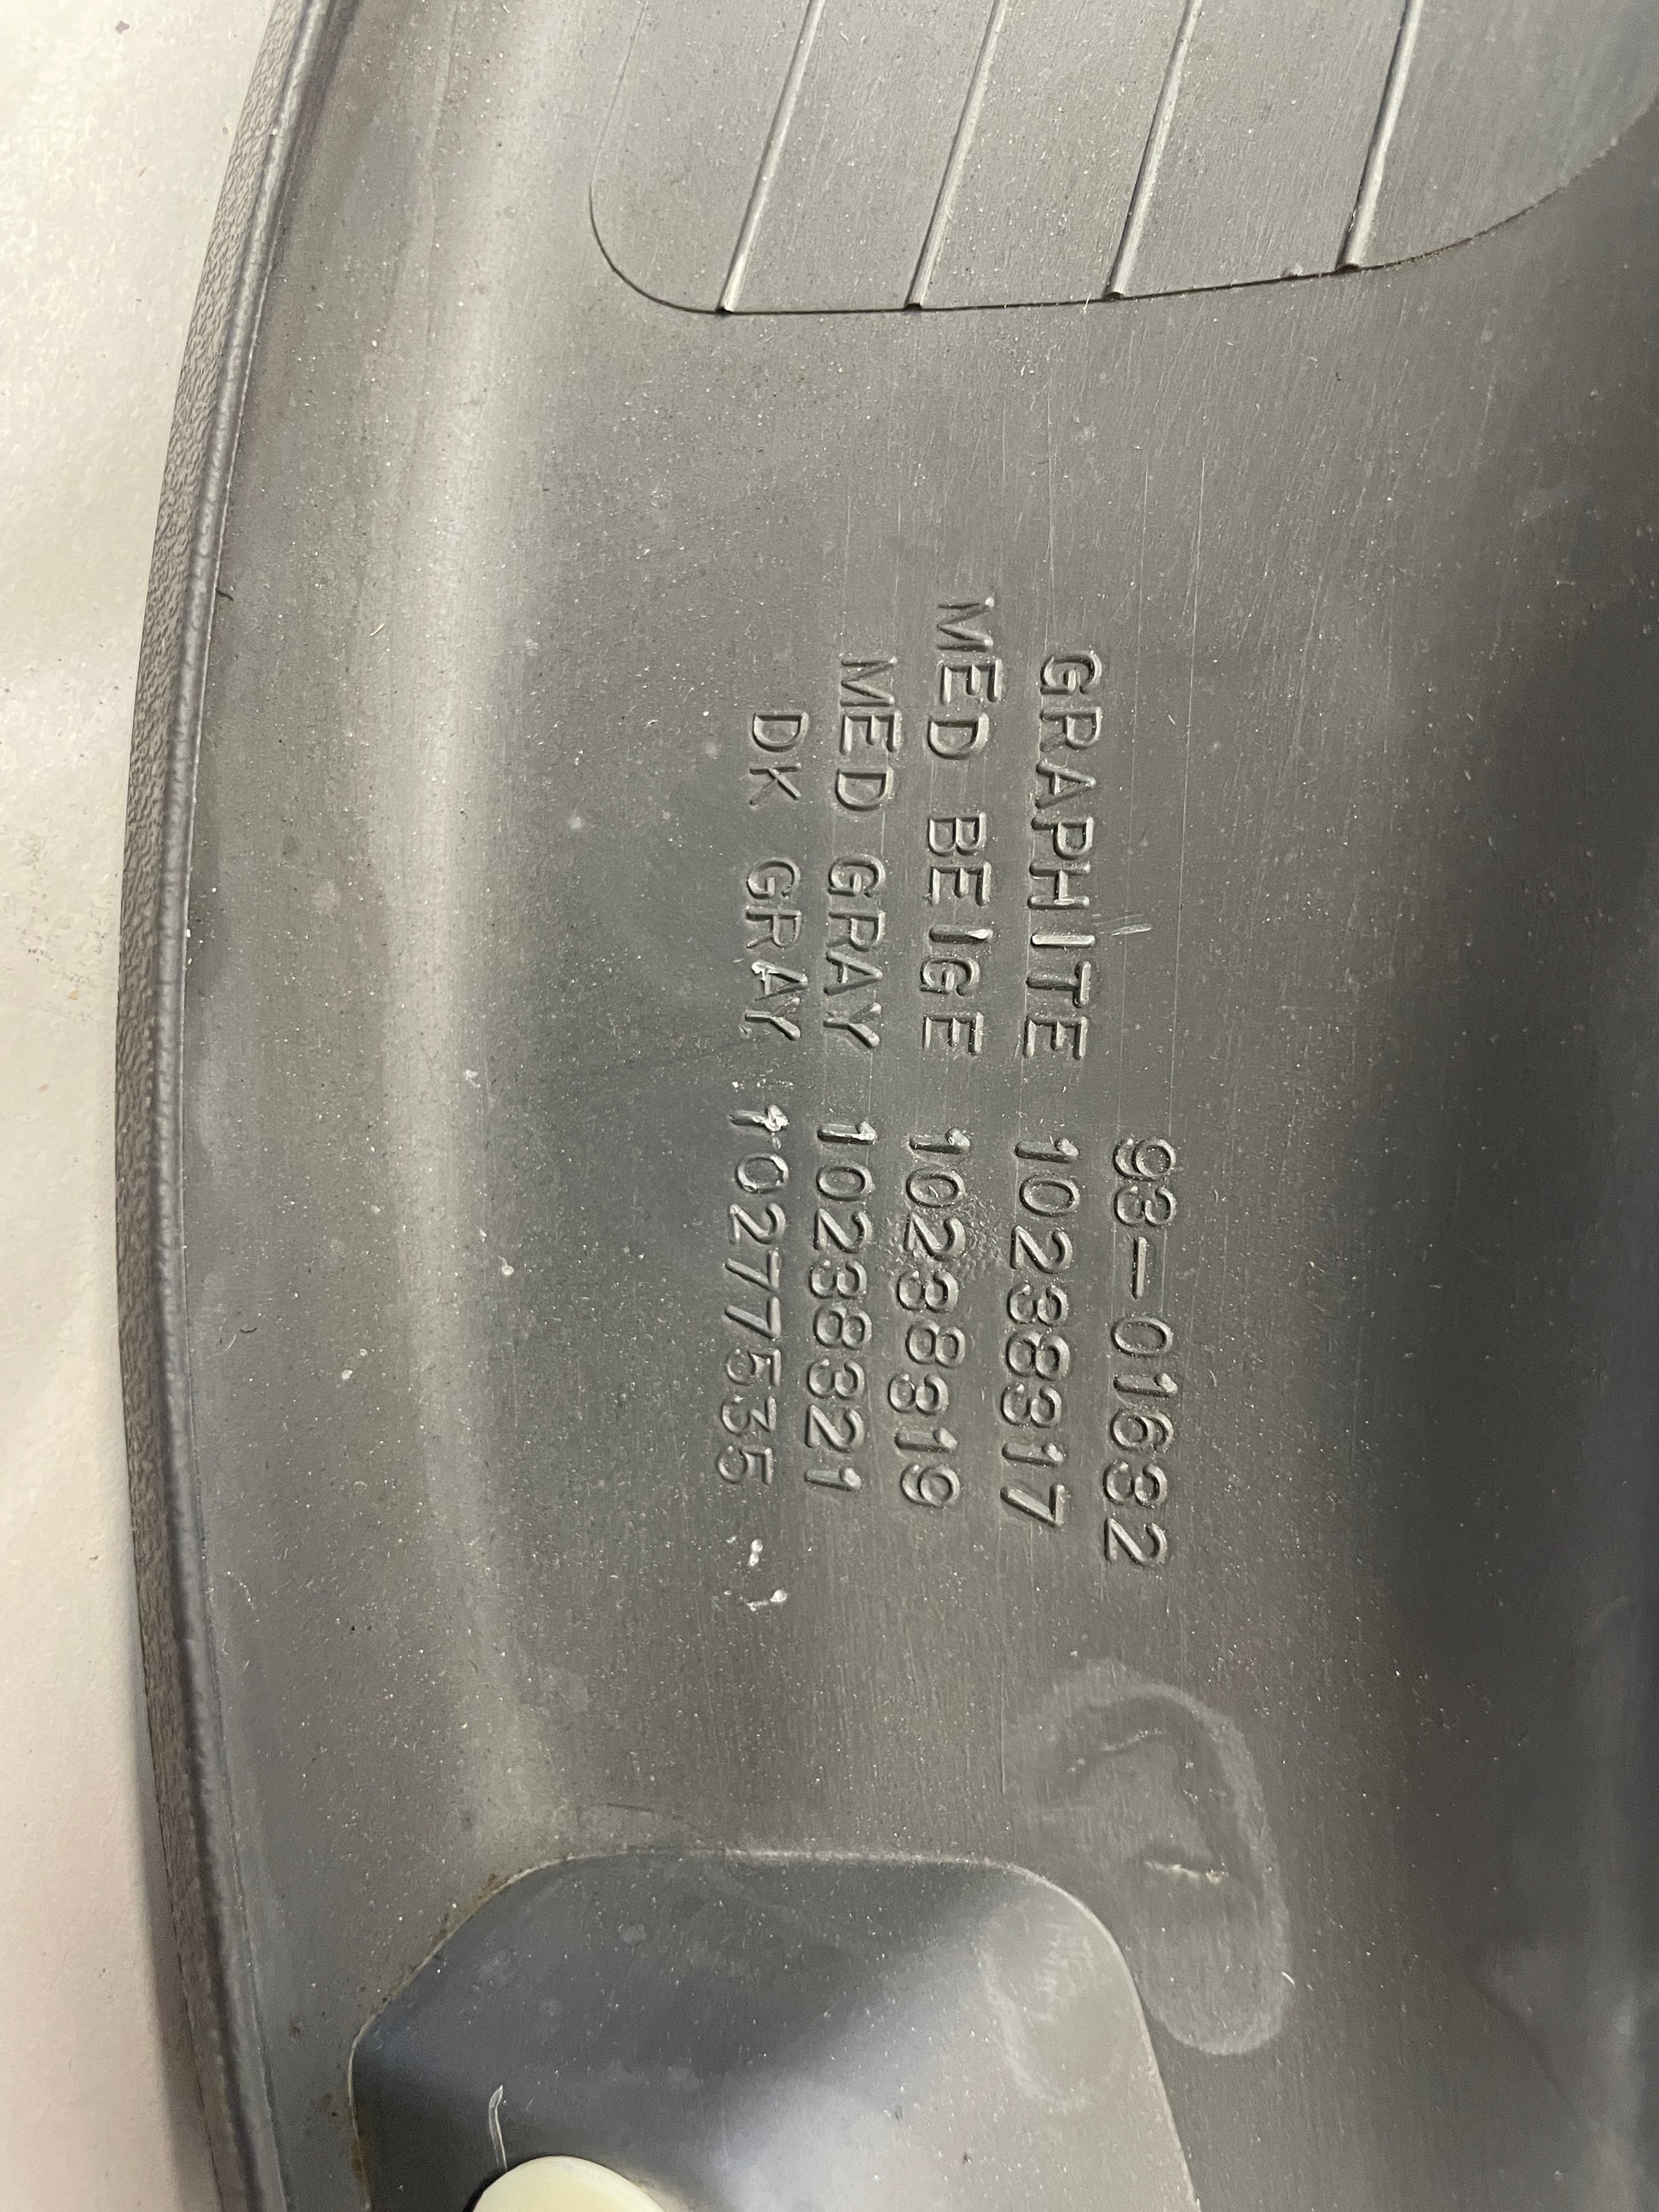 93-01632
GRAPHITE 10238317
MED BEIGE 10238319
MED GRAY 10238321
DK GRAY 10277535